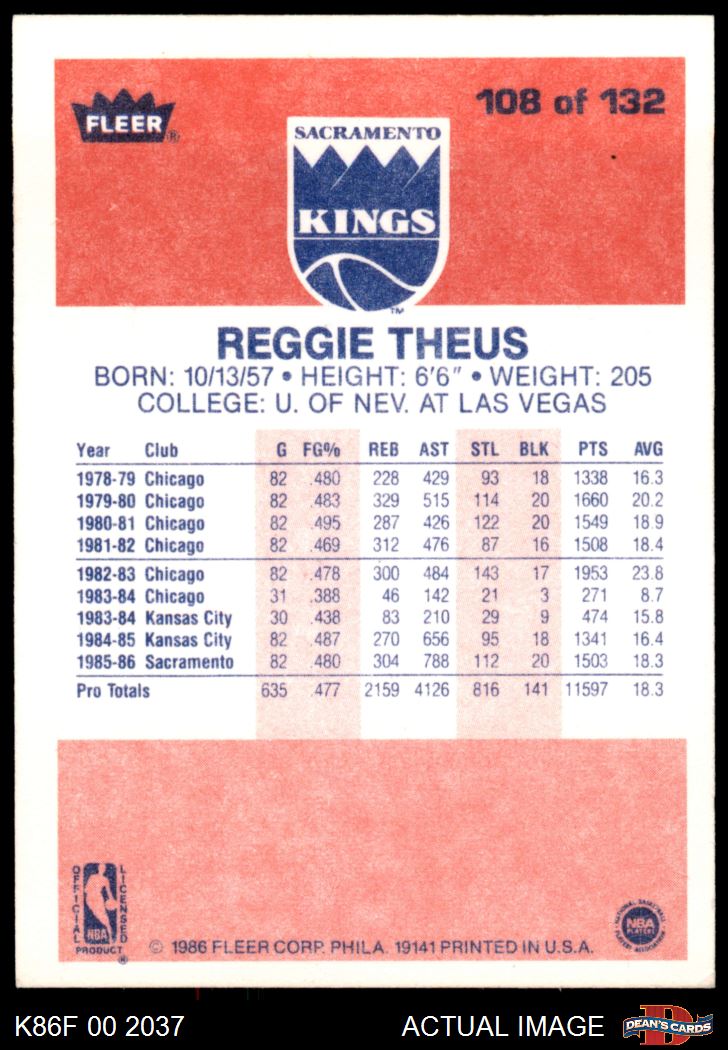 FLEER ®
108 of 132
SACRAMENTO
KINGS
TM
REGGIE THEUS
BORN: 10/13/57 • HEIGHT: 6'6" • WEIGHT: 205
COLLEGE: U. OF NEV. AT LAS VEGAS
Year Club G FG% REB AST STL BLK PTS AVG
1978-79 Chicago 82 .480 228 429 93 18 1338 16.3
1979-80 Chicago 82 .483 329 515 114 20 1660 20.2
1980-81 Chicago 82 .495 287 426 122 20 1549 18.9
1981-82 Chicago 82 .469 312 476 87 16 1508 18.4
1982-83 Chicago 82 .478 300 484 143 17 1953 23.8
1983-84 Chicago 31 .388 46 142 21 3 271 8.7
1983-84 Kansas City 30 .438 83 210 29 9 474 15.8
1984-85 Kansas City 82 .487 270 656 95 18 1341 16.4
1985-86 Sacramento 82 .480 304 788 112 20 1503 18.3
Pro Totals 635 .477 2159 4126 816 141 11597 18.3
OFFICIAL
LICENSED
NBA
PRODUCT ®
© 1986 FLEER CORP. PHILA. 19141 PRINTED IN U.S.A.
NATIONAL BASKETBALL
NBA
PLAYERS
PLAYERS ASSOCIATION
K86F 00 2037
ACTUAL IMAGE
D
DEAN'S CARDS